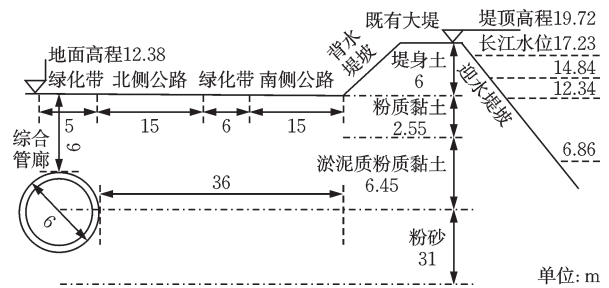 既有大堤
堤顶高程19.72
地面高程12.38
背水
堤坡
堤身土
6
长江水位17.23
绿化带
北侧公路
绿化带
南侧公路
迎水堤坡
14.84
12.34
粉质黏土
2.55
5
15
6
15
综合
管廊
9
6.86
淤泥质粉质黏土
6.45
36
6
粉砂
31
单位: m